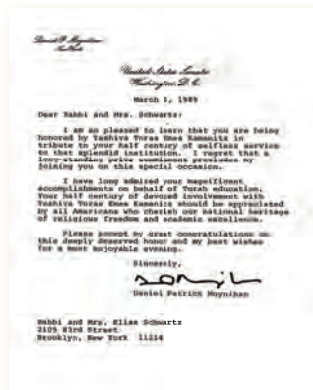 Daniel P. Moynihan
New York
United States Senate
Washington, D.C.
March 1, 1989
Dear Rabbi and Mrs. Schwartz:
I am so pleased to learn that you are being
honored by Yeshiva Toras Emes Kamenitz in
tribute to your half century of selfless service
to that splendid institution. I regret that a
long-standing prior commitment precludes my
joining you on this special occasion.
I have long admired your magnificent
accomplishments on behalf of Torah education.
Your half century of devoted involvement with
Yeshiva Toras Emes Kamenitz should be appreciated
by all Americans who cherish our national heritage
of religious freedom and academic excellence.
Please accept my great congratulations on
this deeply deserved honor and my best wishes
for a most enjoyable evening.
Sincerely,
Daniel Patrick Moynihan
Rabbi and Mrs. Elias Schwartz
2109 83rd Street
Brooklyn, New York 11214